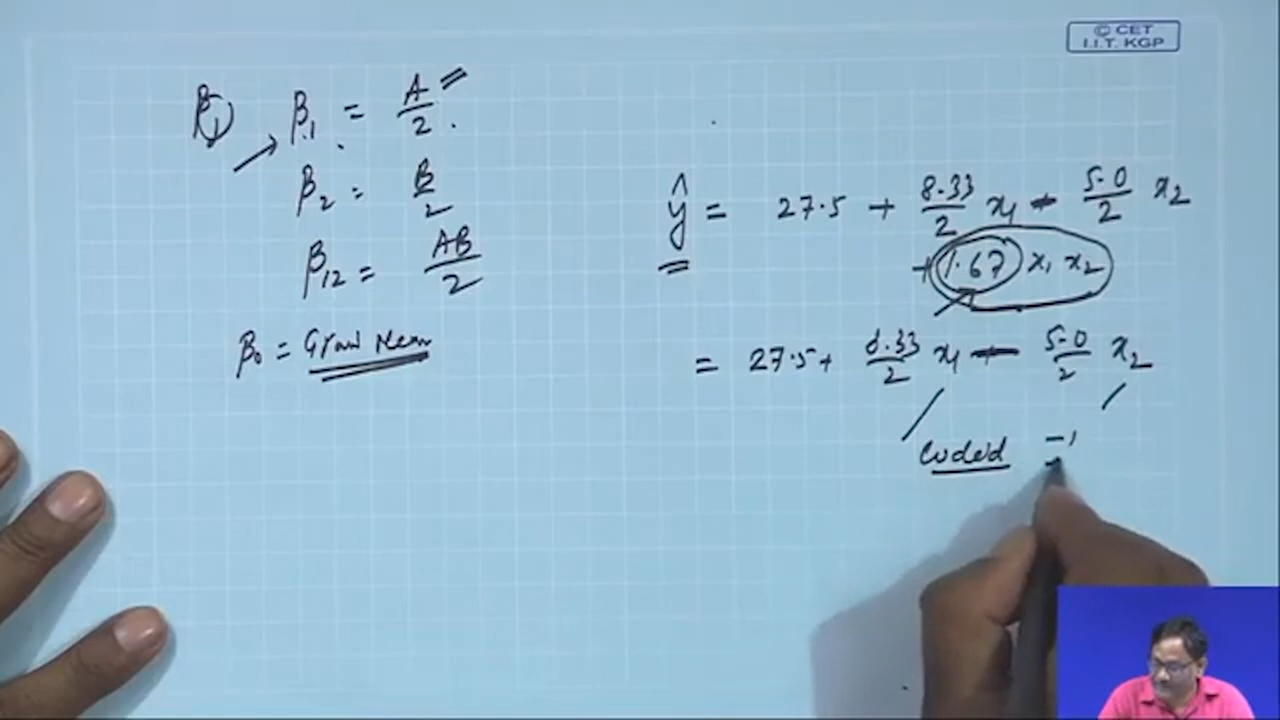 © CET
I.I.T. KGP
β₁ β₁ = A/2
β₂ = B/2
β₁₂ = AB/2
β₀ = Grand Mean
ŷ = 27.5 + 8.33/2 x₁ - 5.0/2 x₂
+ 1.67 x₁ x₂
= 27.5 + 8.33/2 x₁ - 5.0/2 x₂
Coded -1